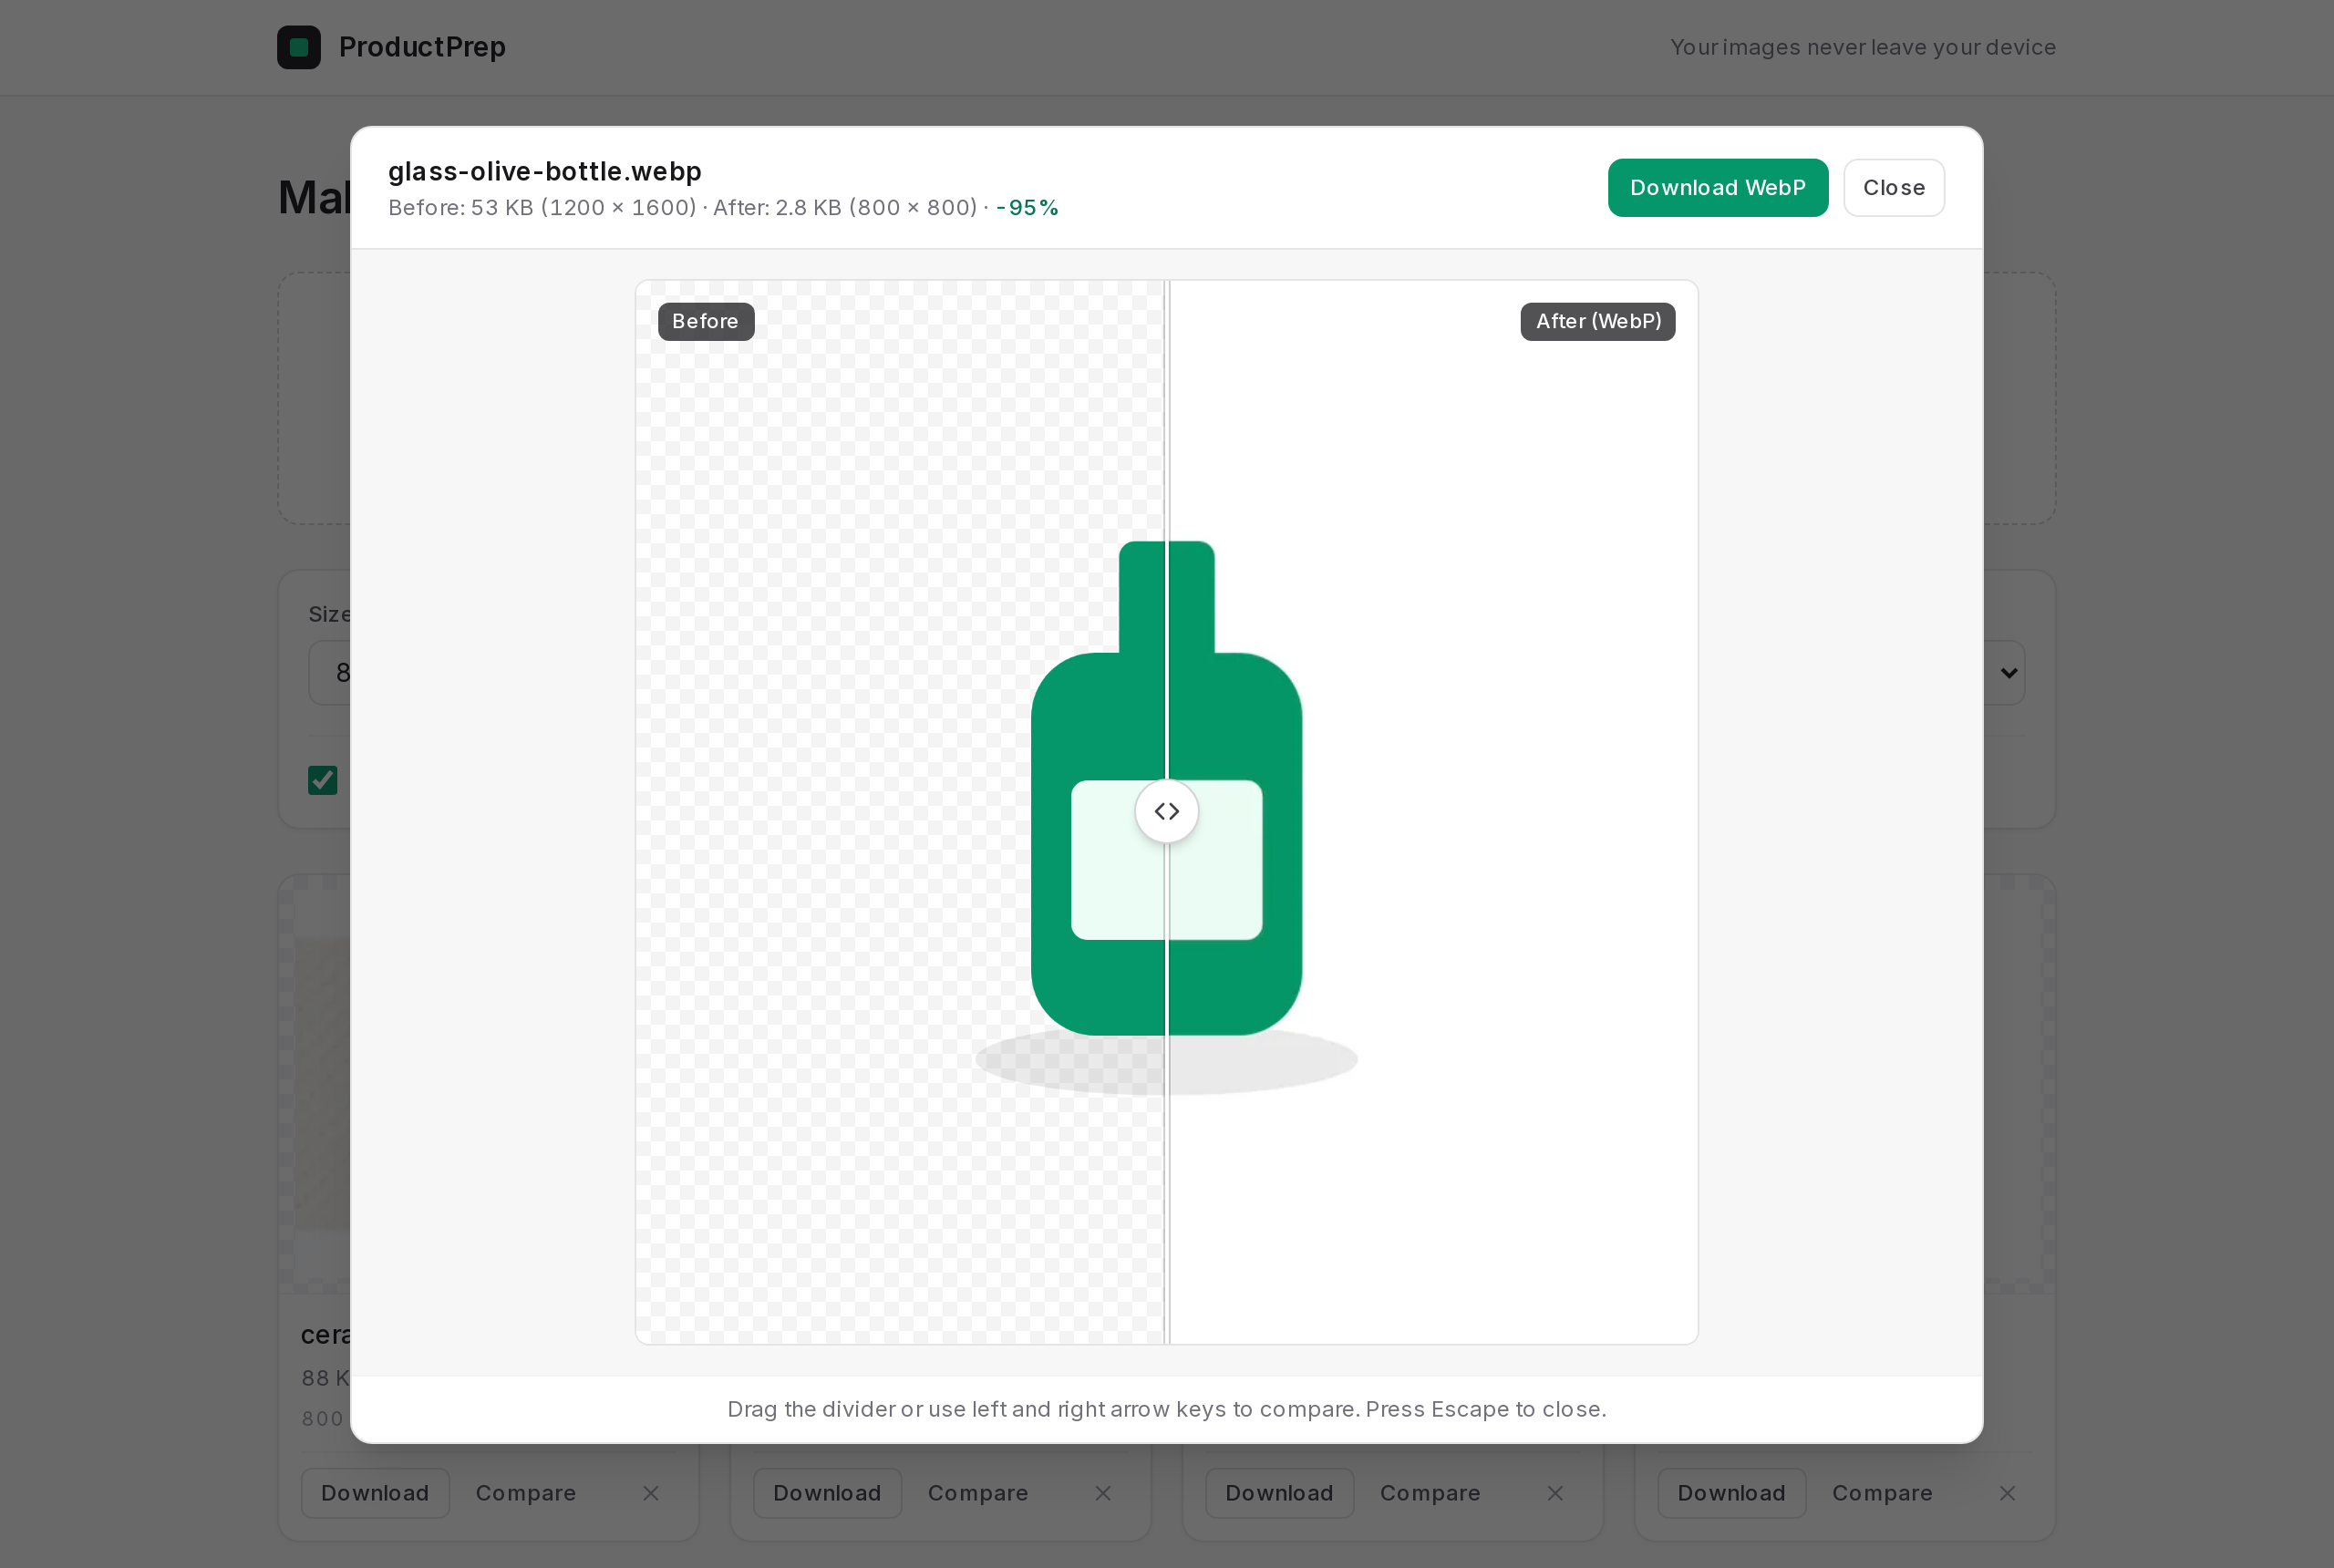 ProductPrep
Your images never leave your device
glass-olive-bottle.webp
Before: 53 KB (1200 × 1600) · After: 2.8 KB (800 × 800) · -95%
Download WebP
Close
Before
After (WebP)
Size
8
88 K
800
Drag the divider or use left and right arrow keys to compare. Press Escape to close.
Download Compare
Download Compare
Download Compare
Download Compare